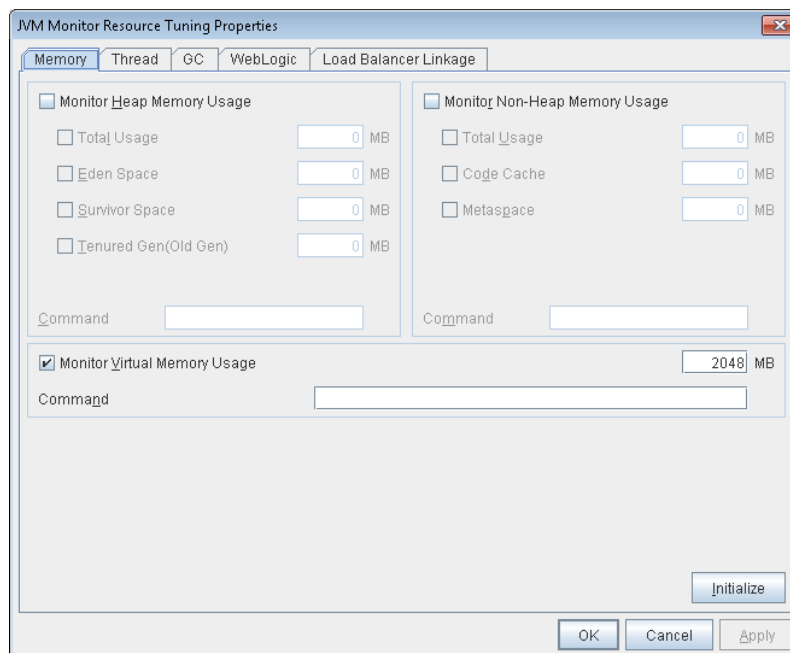 JVM Monitor Resource Tuning Properties
Memory Thread GC WebLogic Load Balancer Linkage
Monitor Heap Memory Usage
Total Usage 0 MB
Eden Space 0 MB
Survivor Space 0 MB
Tenured Gen(Old Gen) 0 MB
Command
Monitor Non-Heap Memory Usage
Total Usage 0 MB
Code Cache 0 MB
Metaspace 0 MB
Command
Monitor Virtual Memory Usage 2048 MB
Command
Initialize
OK Cancel Apply